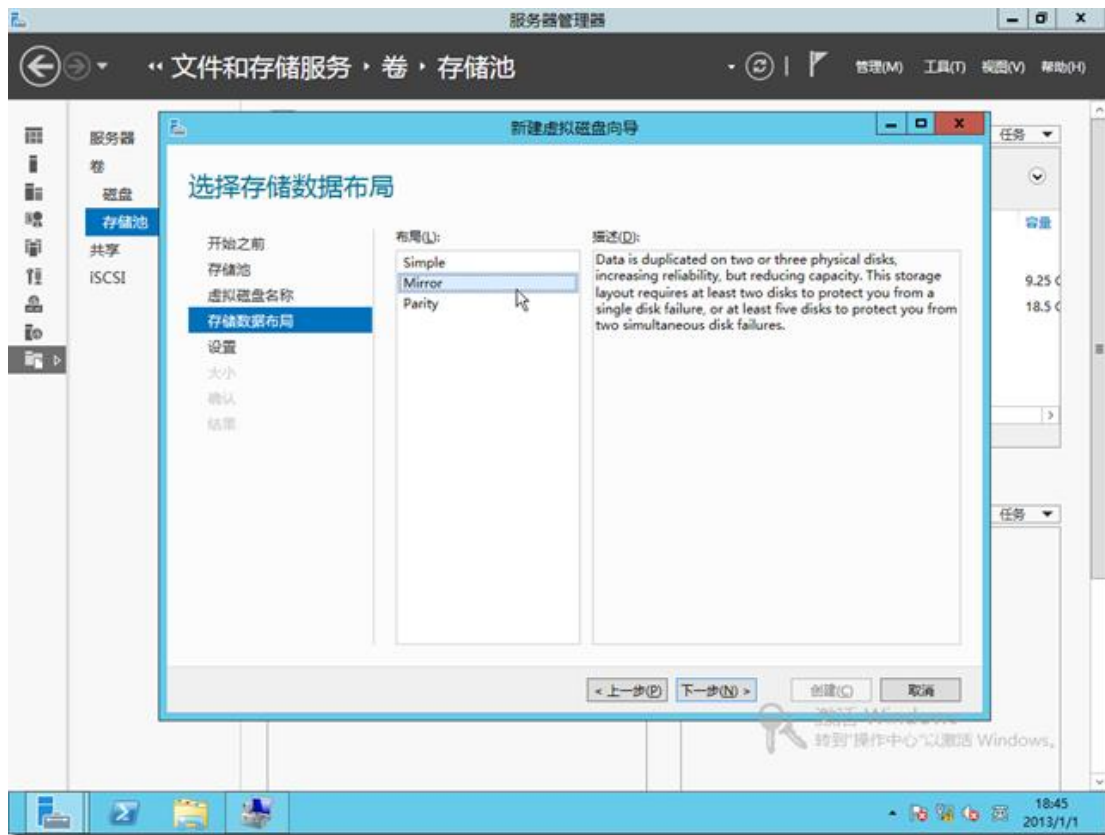 服务器管理器
文件和存储服务 · 卷 · 存储池
管理(M) 工具(T) 视图(V) 帮助(H)
服务器
卷
磁盘
存储池
共享
iSCSI
任务
容量
9.25
18.5
任务
新建虚拟磁盘向导
选择存储数据布局
开始之前
存储池
虚拟磁盘名称
存储数据布局
设置
大小
确认
结果
布局(L):
Simple
Mirror
Parity
描述(D):
Data is duplicated on two or three physical disks,
increasing reliability, but reducing capacity. This storage
layout requires at least two disks to protect you from a
single disk failure, or at least five disks to protect you from
two simultaneous disk failures.
< 上一步(P) 下一步(N) > 创建(C) 取消
激活 Windows
转到"操作中心"以激活 Windows。
18:45
2013/1/1